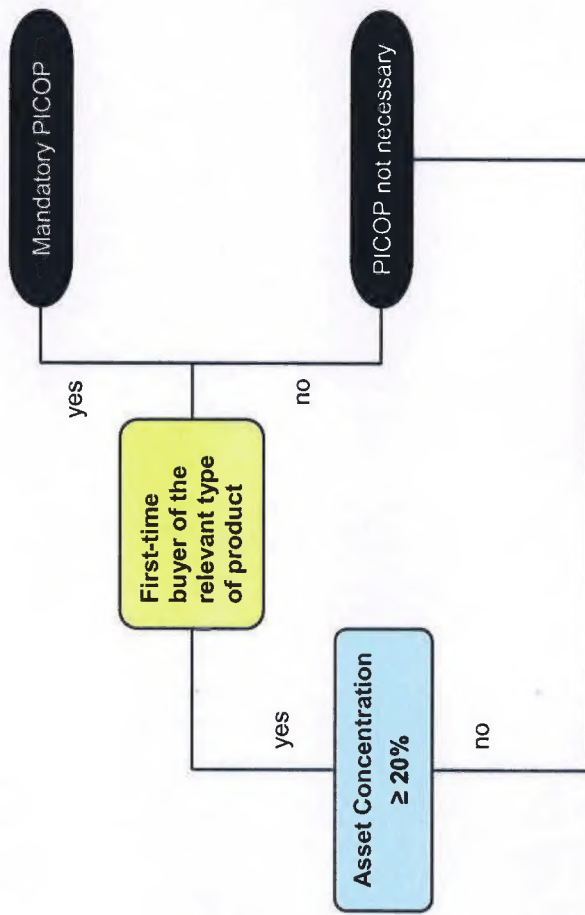 Asset Concentration
≥ 20%
yes
no
First-time
buyer of the
relevant type
of product
yes
no
Mandatory PICOP
PICOP not necessary